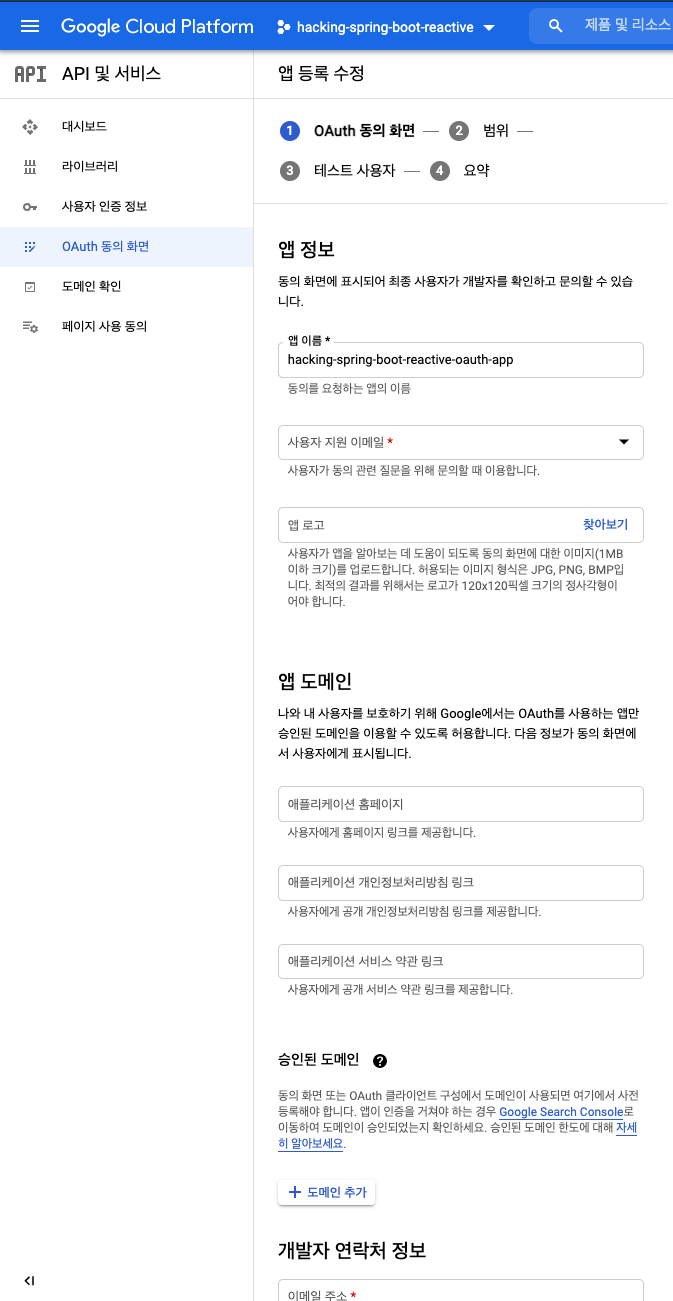 Google Cloud Platform
hacking-spring-boot-reactive
제품 및 리소스
API
API 및 서비스
앱 등록 수정
대시보드
라이브러리
사용자 인증 정보
OAuth 동의 화면
도메인 확인
페이지 사용 동의
1 OAuth 동의 화면 — 2 범위 —
3 테스트 사용자 — 4 요약
앱 정보
동의 화면에 표시되어 최종 사용자가 개발자를 확인하고 문의할 수 있습
니다.
앱 이름 *
hacking-spring-boot-reactive-oauth-app
동의를 요청하는 앱의 이름
사용자 지원 이메일 *
사용자가 동의 관련 질문을 위해 문의할 때 이용합니다.
앱 로고
찾아보기
사용자가 앱을 알아보는 데 도움이 되도록 동의 화면에 대한 이미지(1MB
이하 크기)를 업로드합니다. 허용되는 이미지 형식은 JPG, PNG, BMP입
니다. 최적의 결과를 위해서는 로고가 120x120픽셀 크기의 정사각형이
어야 합니다.
앱 도메인
나와 내 사용자를 보호하기 위해 Google에서는 OAuth를 사용하는 앱만
승인된 도메인을 이용할 수 있도록 허용합니다. 다음 정보가 동의 화면에
서 사용자에게 표시됩니다.
애플리케이션 홈페이지
사용자에게 홈페이지 링크를 제공합니다.
애플리케이션 개인정보처리방침 링크
사용자에게 공개 개인정보처리방침 링크를 제공합니다.
애플리케이션 서비스 약관 링크
사용자에게 공개 서비스 약관 링크를 제공합니다.
승인된 도메인 ?
동의 화면 또는 OAuth 클라이언트 구성에서 도메인이 사용되면 여기에서 사전
등록해야 합니다. 앱이 인증을 거쳐야 하는 경우 Google Search Console로
이동하여 도메인이 승인되었는지 확인하세요. 승인된 도메인 한도에 대해 자세
히 알아보세요.
+ 도메인 추가
개발자 연락처 정보
이메일 주소 *